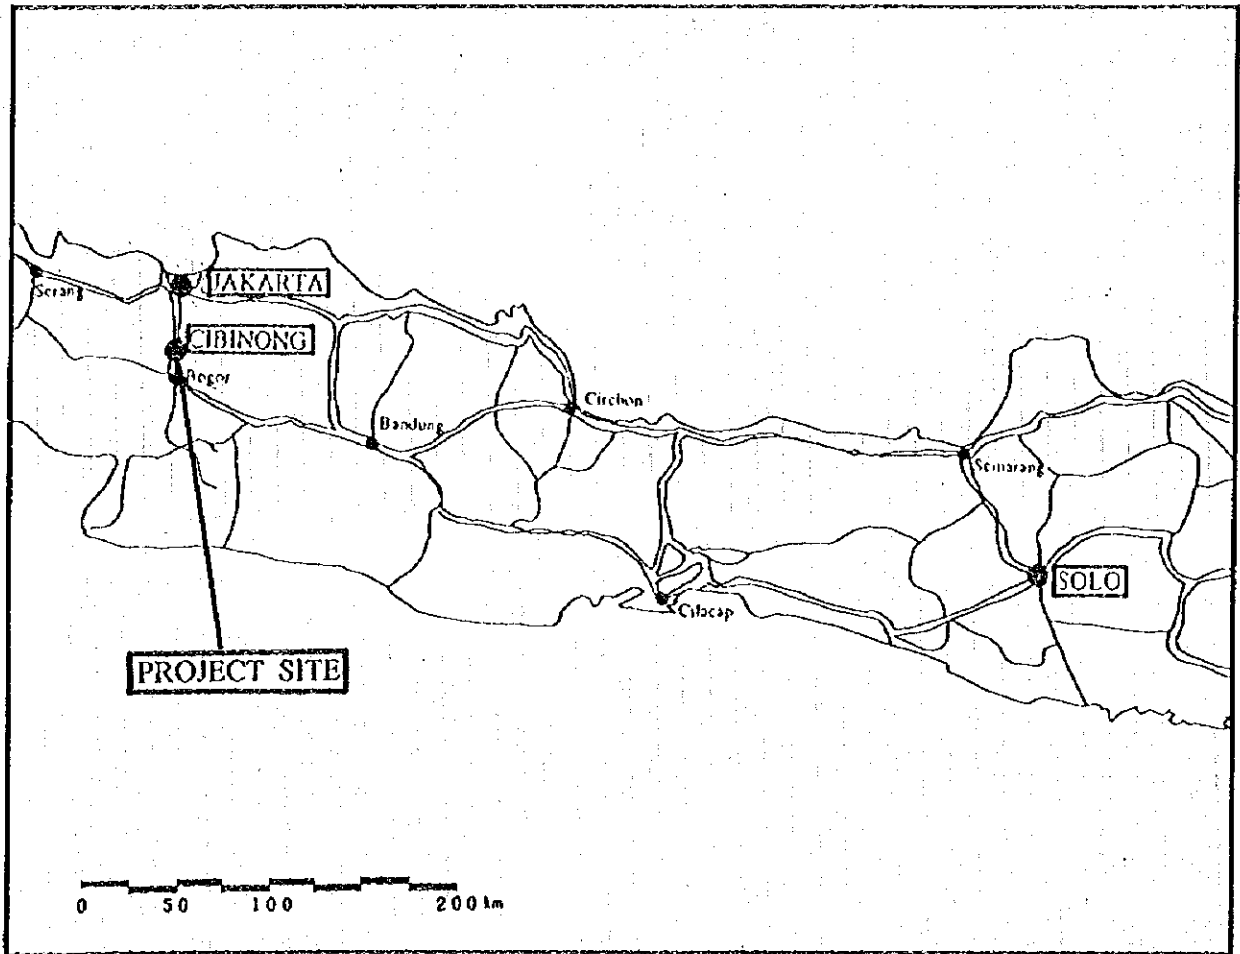 JAKARTA
Serang
CIBINONG
Bogor
Cirebon
Bandung
Semarang
SOLO
Cilacap
PROJECT SITE
0 50 100 200 km